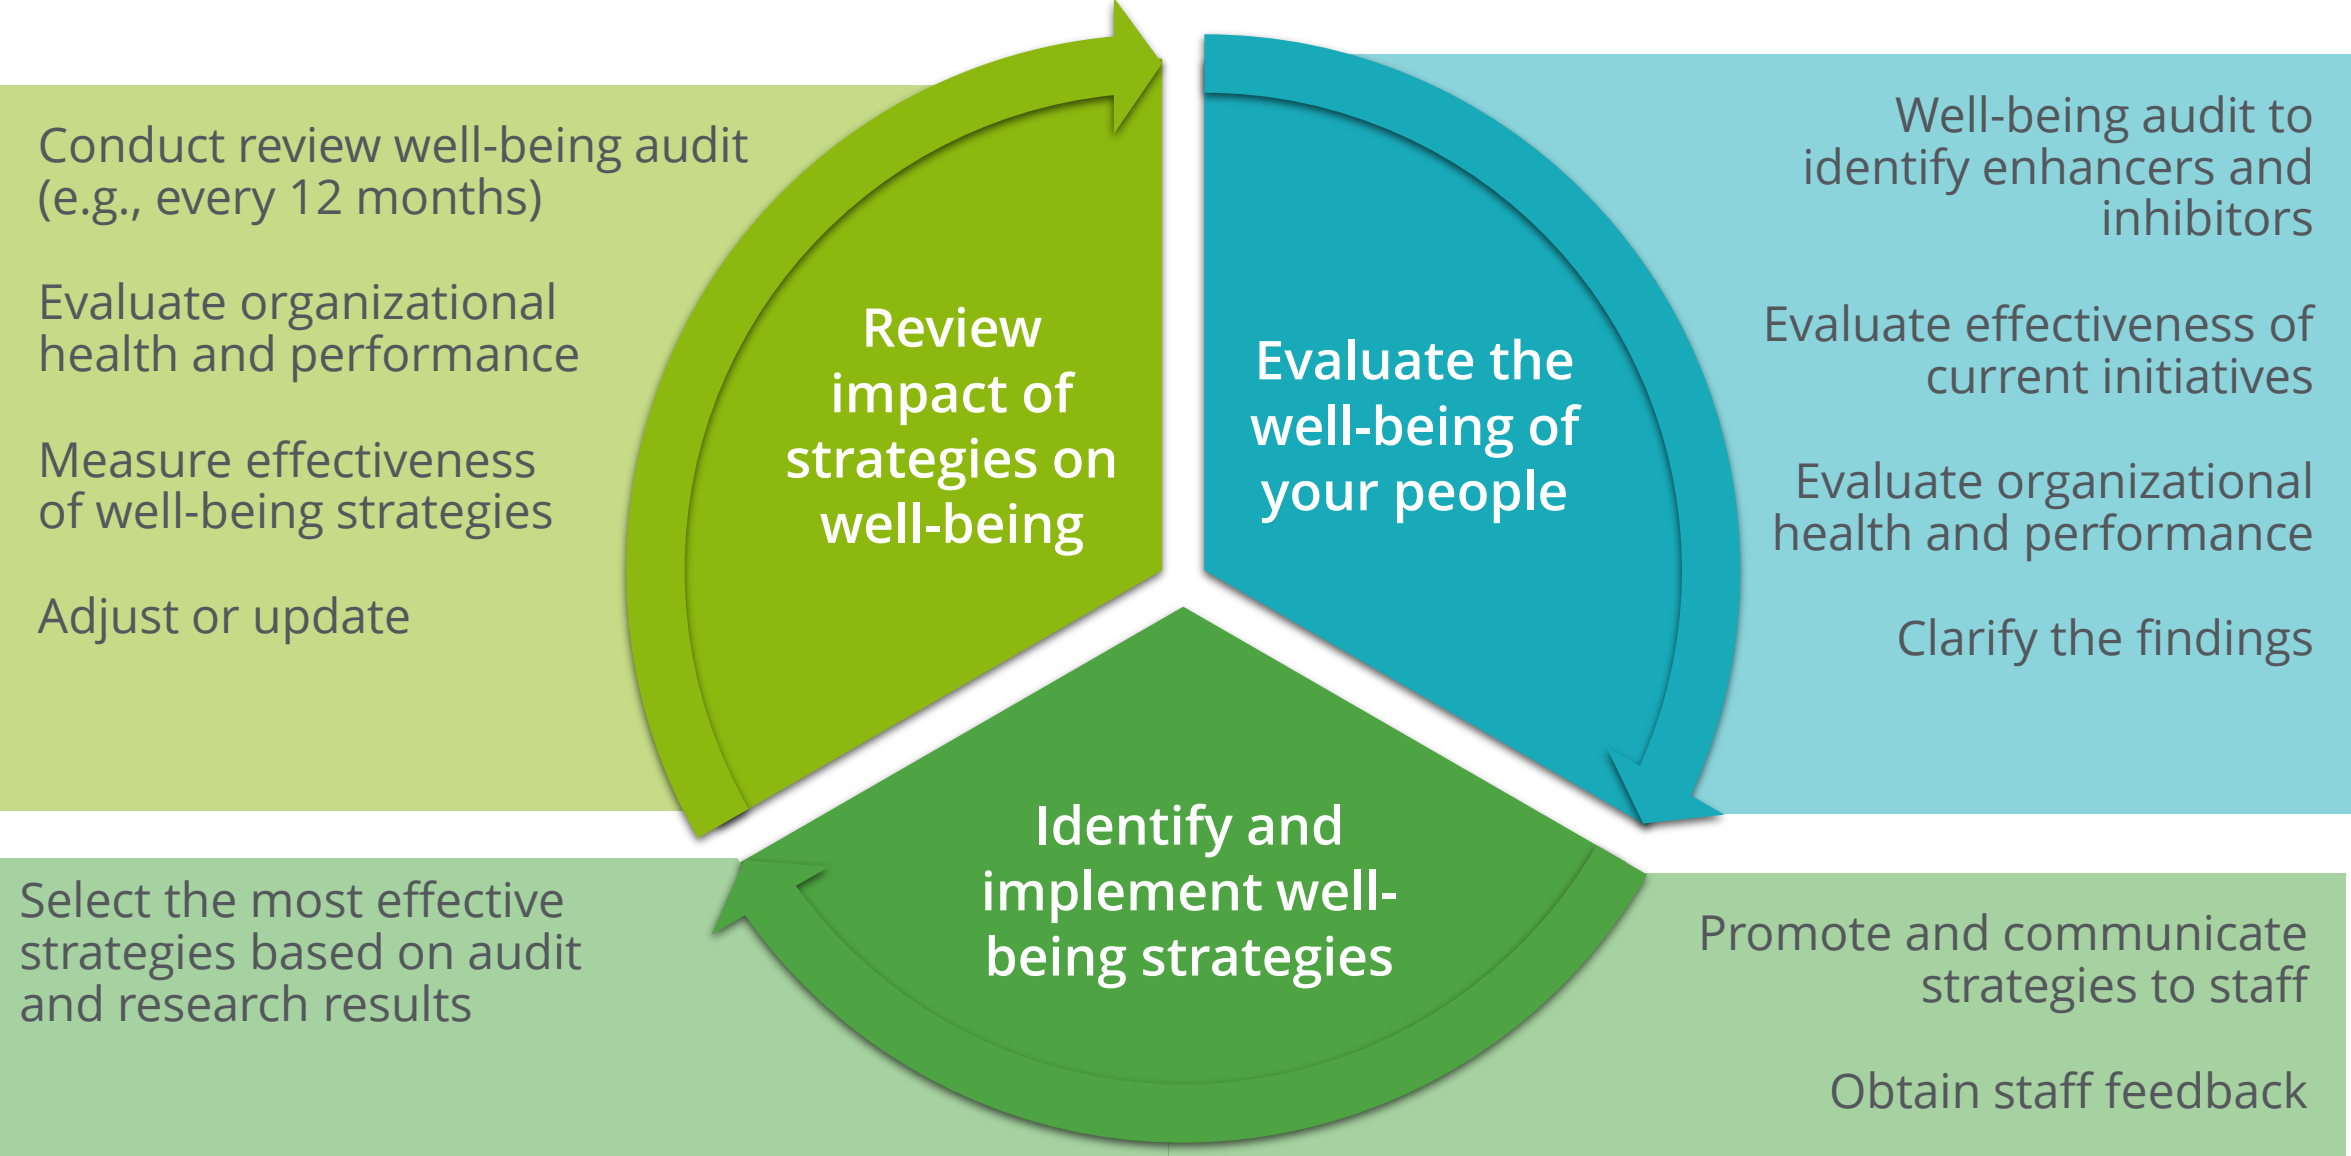 Conduct review well-being audit
(e.g., every 12 months)
Evaluate organizational
health and performance
Measure effectiveness
of well-being strategies
Adjust or update
Review
impact of
strategies on
well-being
Evaluate the
well-being of
your people
Well-being audit to
identify enhancers and
inhibitors
Evaluate effectiveness of
current initiatives
Evaluate organizational
health and performance
Clarify the findings
Select the most effective
strategies based on audit
and research results
Identify and
implement well-
being strategies
Promote and communicate
strategies to staff
Obtain staff feedback